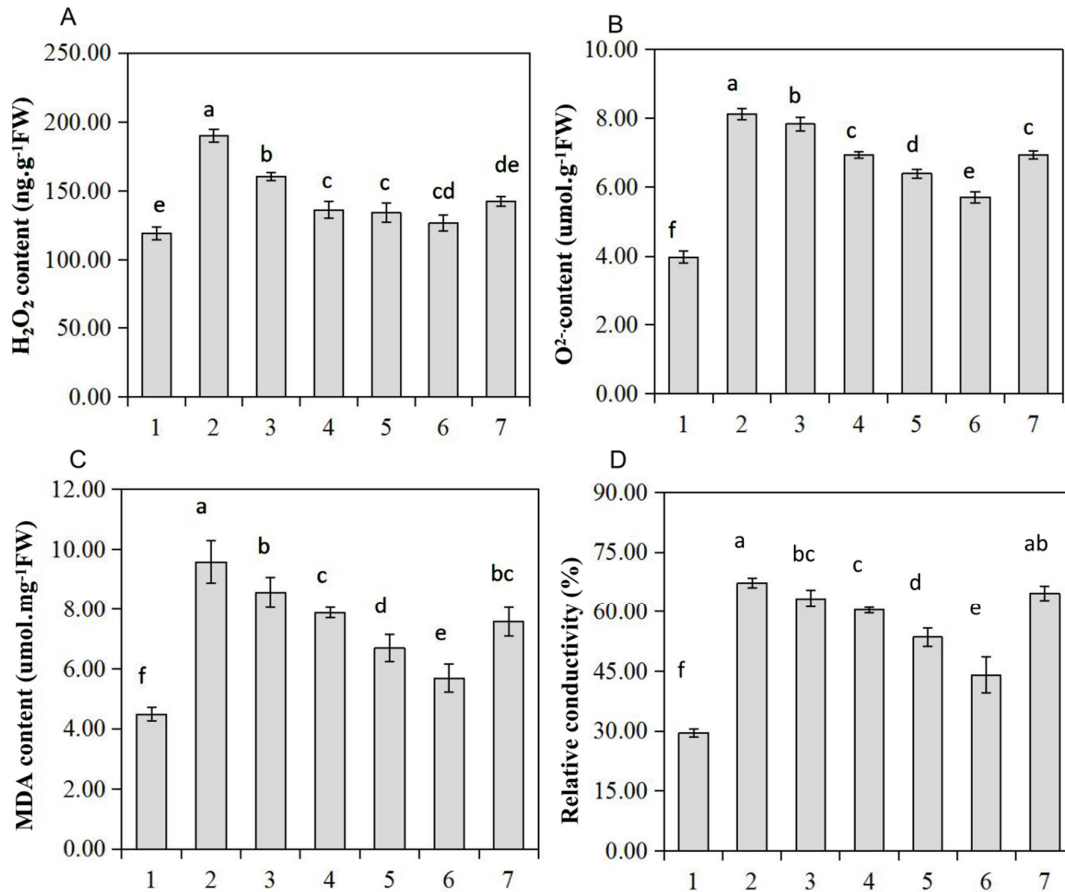 A
H₂O₂ content (ng.g⁻¹FW)
250.00
200.00
150.00
100.00
50.00
0.00
e
a
b
c
c
cd
de
1 2 3 4 5 6 7
B
O²⁻·content (umol.g⁻¹FW)
10.00
8.00
6.00
4.00
2.00
0.00
f
a
b
c
d
e
c
1 2 3 4 5 6 7
C
MDA content (umol.mg⁻¹FW)
12.00
10.00
8.00
6.00
4.00
2.00
0.00
f
a
b
c
d
e
bc
1 2 3 4 5 6 7
D
Relative conductivity (%)
90.00
75.00
60.00
45.00
30.00
15.00
0.00
f
a
bc
c
d
e
ab
1 2 3 4 5 6 7